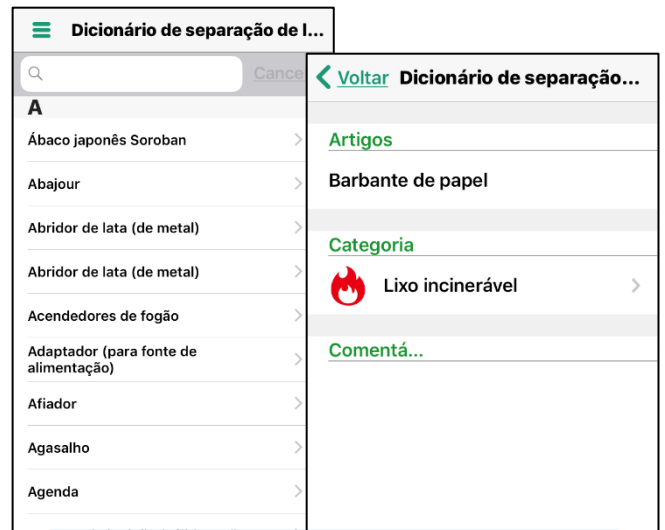 Dicionário de separação de l...
Cance
A
Ábaco japonês Soroban
Abajour
Abridor de lata (de metal)
Abridor de lata (de metal)
Acendedores de fogão
Adaptador (para fonte de
alimentação)
Afiador
Agasalho
Agenda
Voltar Dicionário de separação...
Artigos
Barbante de papel
Categoria
Lixo incinerável
Comentá...